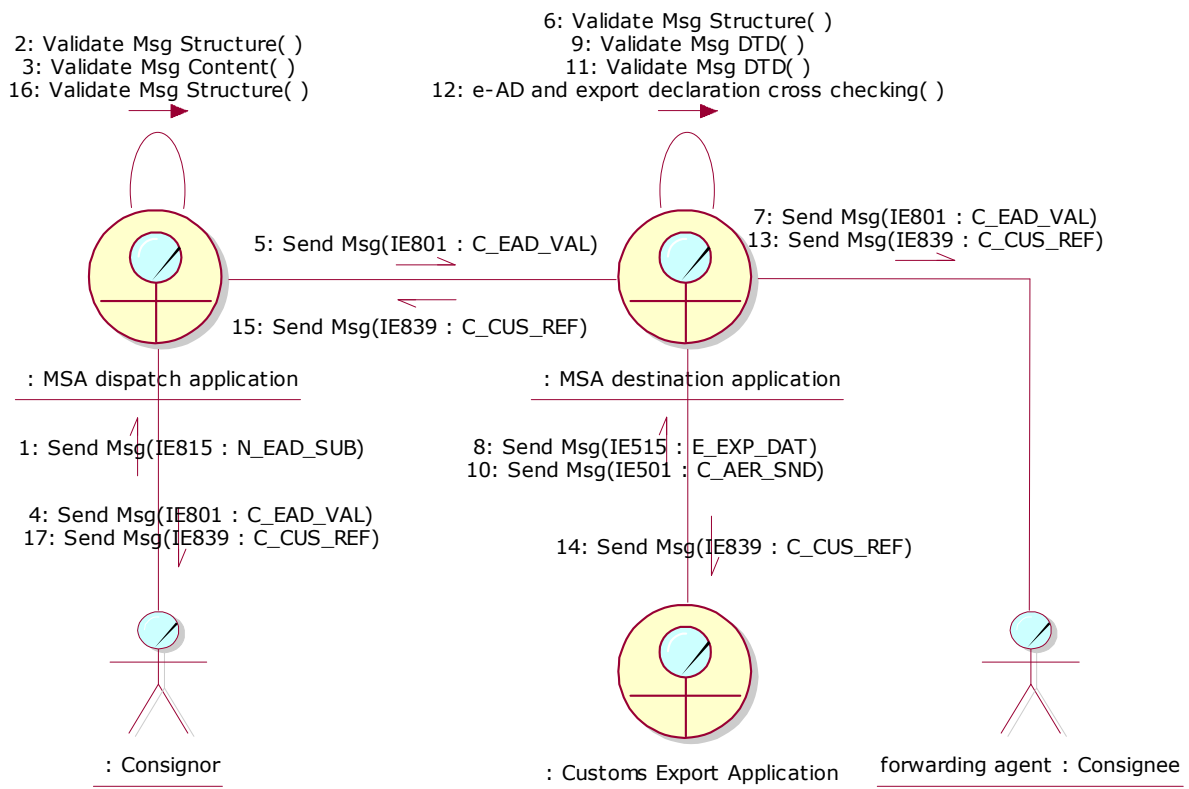 2: Validate Msg Structure( )
3: Validate Msg Content( )
16: Validate Msg Structure( )
6: Validate Msg Structure( )
9: Validate Msg DTD( )
11: Validate Msg DTD( )
12: e-AD and export declaration cross checking( )
5: Send Msg(IE801 : C_EAD_VAL)
15: Send Msg(IE839 : C_CUS_REF)
7: Send Msg(IE801 : C_EAD_VAL)
13: Send Msg(IE839 : C_CUS_REF)
: MSA dispatch application
: MSA destination application
1: Send Msg(IE815 : N_EAD_SUB)
8: Send Msg(IE515 : E_EXP_DAT)
10: Send Msg(IE501 : C_AER_SND)
4: Send Msg(IE801 : C_EAD_VAL)
17: Send Msg(IE839 : C_CUS_REF)
14: Send Msg(IE839 : C_CUS_REF)
: Consignor
: Customs Export Application
forwarding agent : Consignee